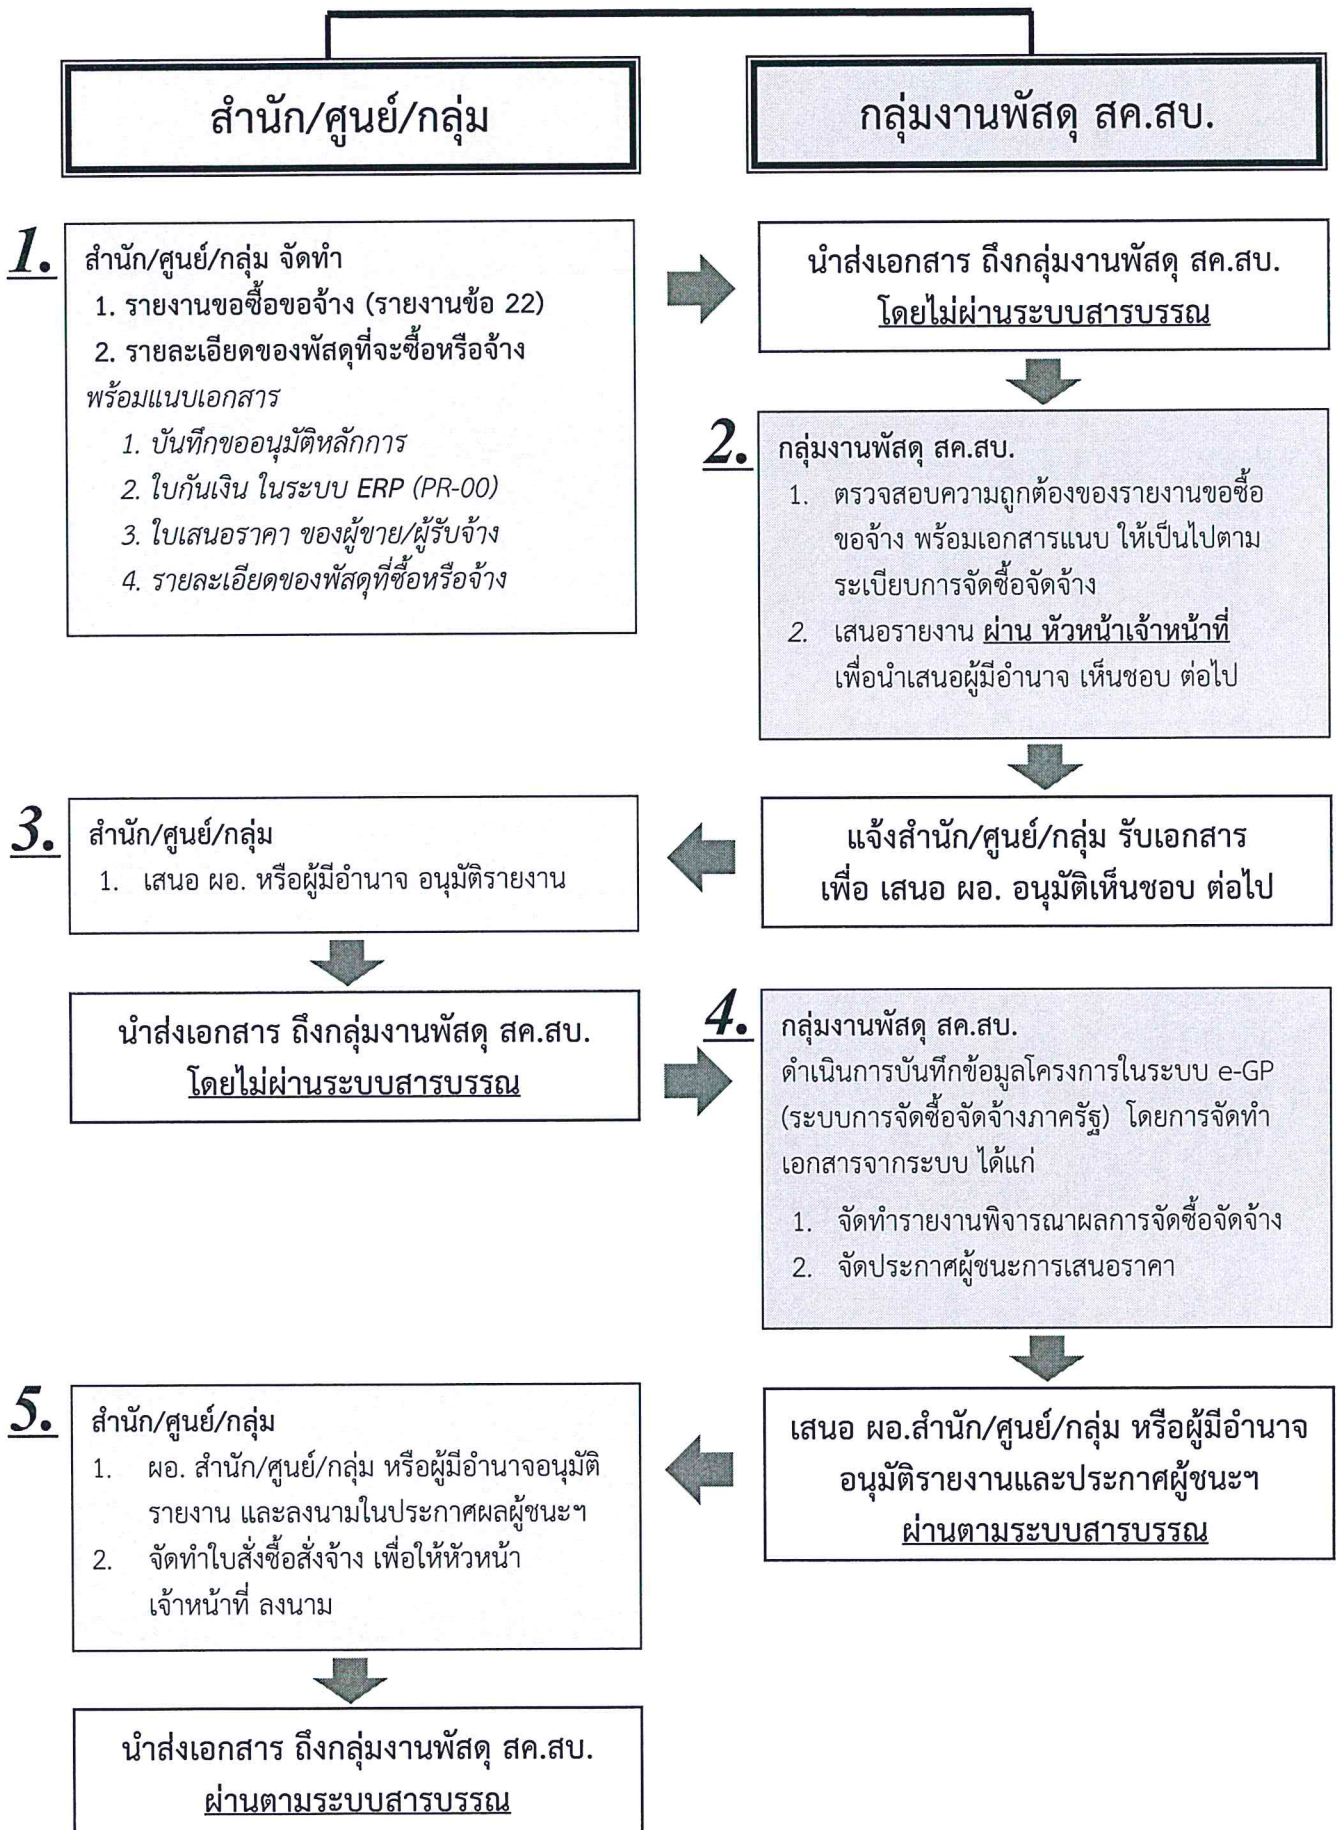 สำนัก/ศูนย์/กลุ่ม
กลุ่มงานพัสดุ สค.สบ.
1.
สำนัก/ศูนย์/กลุ่ม จัดทำ
1. รายงานขอซื้อขอจ้าง (รายงานข้อ 22)
2. รายละเอียดของพัสดุที่จะซื้อหรือจ้าง
พร้อมแนบเอกสาร
1. บันทึกขออนุมัติหลักการ
2. ใบกันเงิน ในระบบ ERP (PR-00)
3. ใบเสนอราคา ของผู้ขาย/ผู้รับจ้าง
4. รายละเอียดของพัสดุที่ซื้อหรือจ้าง
นำส่งเอกสาร ถึงกลุ่มงานพัสดุ สค.สบ.
โดยไม่ผ่านระบบสารบรรณ
2.
กลุ่มงานพัสดุ สค.สบ.
1. ตรวจสอบความถูกต้องของรายงานขอซื้อ
ขอจ้าง พร้อมเอกสารแนบ ให้เป็นไปตาม
ระเบียบการจัดซื้อจัดจ้าง
2. เสนอรายงาน ผ่าน หัวหน้าเจ้าหน้าที่
เพื่อนำเสนอผู้มีอำนาจ เห็นชอบ ต่อไป
แจ้งสำนัก/ศูนย์/กลุ่ม รับเอกสาร
เพื่อ เสนอ ผอ. อนุมัติเห็นชอบ ต่อไป
3.
สำนัก/ศูนย์/กลุ่ม
1. เสนอ ผอ. หรือผู้มีอำนาจ อนุมัติรายงาน
นำส่งเอกสาร ถึงกลุ่มงานพัสดุ สค.สบ.
โดยไม่ผ่านระบบสารบรรณ
4.
กลุ่มงานพัสดุ สค.สบ.
ดำเนินการบันทึกข้อมูลโครงการในระบบ e-GP
(ระบบการจัดซื้อจัดจ้างภาครัฐ) โดยการจัดทำ
เอกสารจากระบบ ได้แก่
1. จัดทำรายงานพิจารณาผลการจัดซื้อจัดจ้าง
2. จัดประกาศผู้ชนะการเสนอราคา
เสนอ ผอ.สำนัก/ศูนย์/กลุ่ม หรือผู้มีอำนาจ
อนุมัติรายงานและประกาศผู้ชนะฯ
ผ่านตามระบบสารบรรณ
5.
สำนัก/ศูนย์/กลุ่ม
1. ผอ. สำนัก/ศูนย์/กลุ่ม หรือผู้มีอำนาจอนุมัติ
รายงาน และลงนามในประกาศผลผู้ชนะฯ
2. จัดทำใบสั่งซื้อสั่งจ้าง เพื่อให้หัวหน้า
เจ้าหน้าที่ ลงนาม
นำส่งเอกสาร ถึงกลุ่มงานพัสดุ สค.สบ.
ผ่านตามระบบสารบรรณ